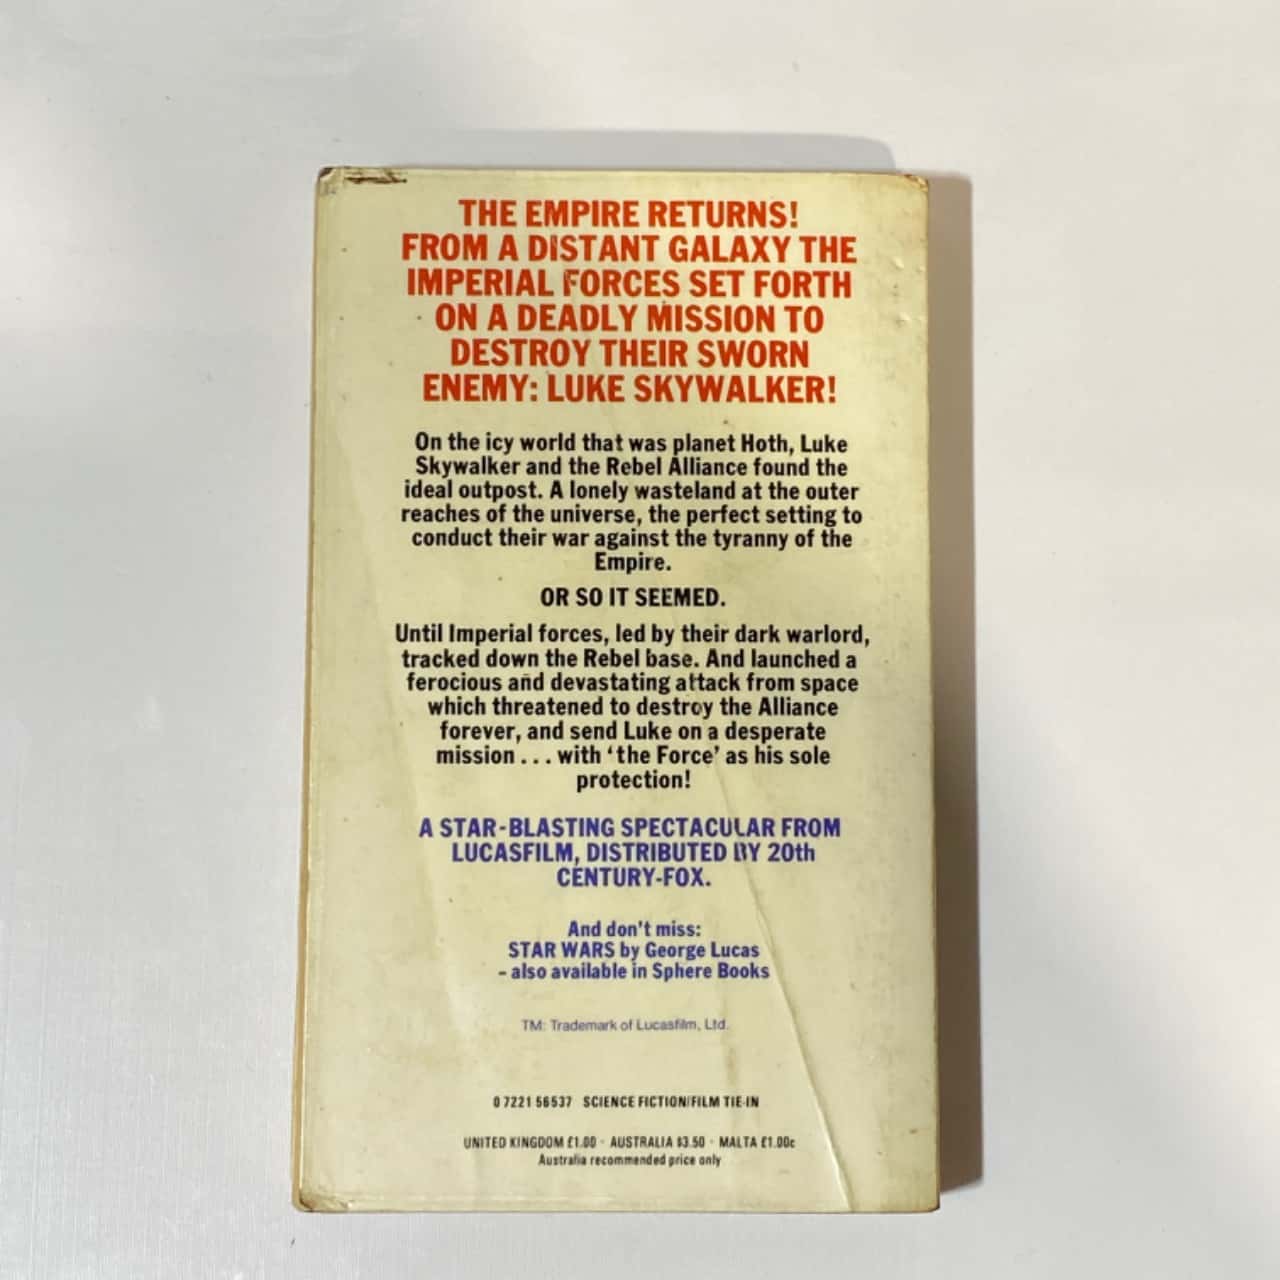 THE EMPIRE RETURNS!
FROM A DISTANT GALAXY THE
IMPERIAL FORCES SET FORTH
ON A DEADLY MISSION TO
DESTROY THEIR SWORN
ENEMY: LUKE SKYWALKER!
On the icy world that was planet Hoth, Luke
Skywalker and the Rebel Alliance found the
ideal outpost. A lonely wasteland at the outer
reaches of the universe, the perfect setting to
conduct their war against the tyranny of the
Empire.
OR SO IT SEEMED.
Until Imperial forces, led by their dark warlord,
tracked down the Rebel base. And launched a
ferocious and devastating attack from space
which threatened to destroy the Alliance
forever, and send Luke on a desperate
mission . . . with ‘the Force’ as his sole
protection!
A STAR-BLASTING SPECTACULAR FROM
LUCASFILM, DISTRIBUTED BY 20th
CENTURY-FOX.
And don't miss:
STAR WARS by George Lucas
– also available in Sphere Books
TM: Trademark of Lucasfilm, Ltd.
0 7221 5653 7 SCIENCE FICTION/FILM TIE-IN
UNITED KINGDOM £1.00 · AUSTRALIA $3.50 · MALTA £1.00c
Australia recommended price only